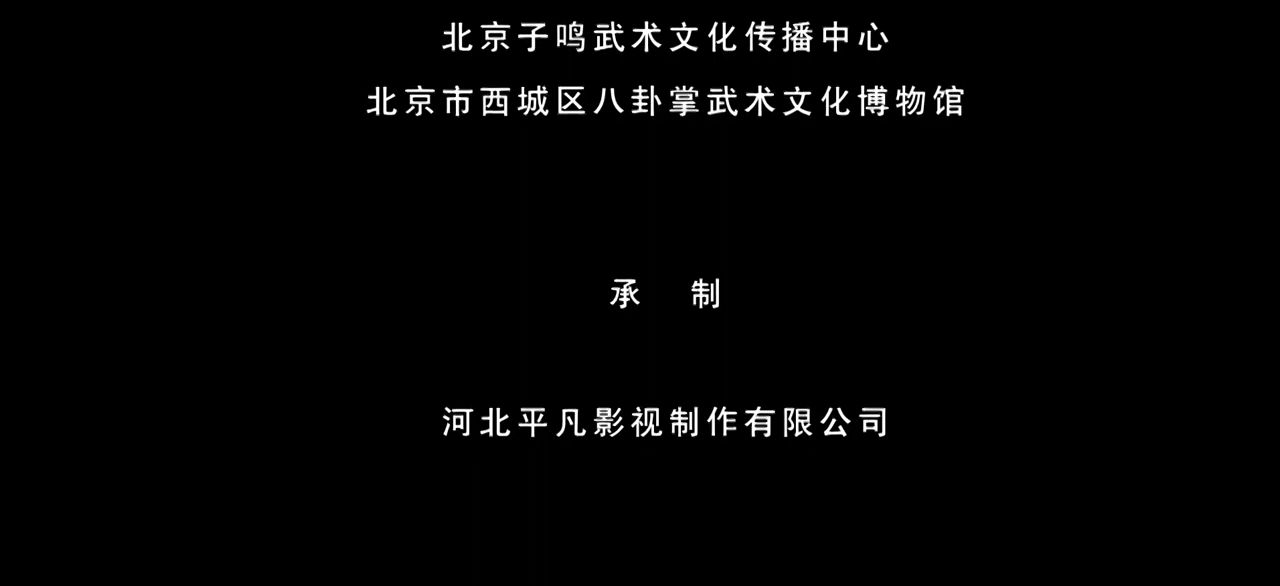 北京子鸣武术文化传播中心
北京市西城区八卦掌武术文化博物馆
承 制
河北平凡影视制作有限公司